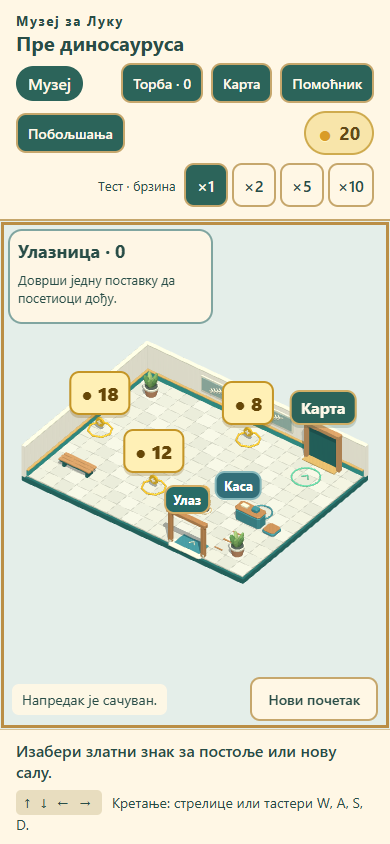 Музеј за Луку
Пре диносауруса
Музеј
Торба · 0
Карта
Помоћник
Побољшања
20
Тест · брзина
×1
×2
×5
×10
Улазница · 0
Доврши једну поставку да
посетиоци дођу.
18
8
Карта
12
Каса
Улаз
Напредак је сачуван.
Нови почетак
Изабери златни знак за постоље или нову
салу.
↑ ↓ ← → Кретање: стрелице или тастери W, A, S,
D.